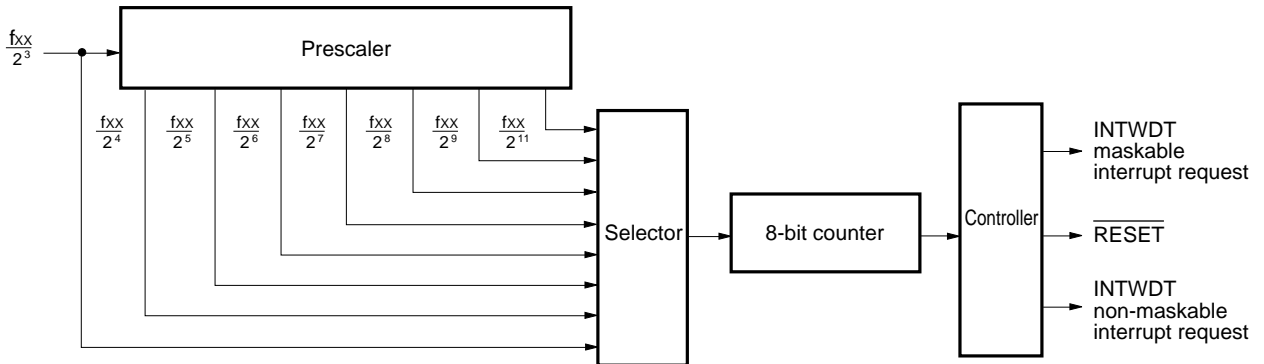 fxx
2³
Prescaler
fxx
2⁴
fxx
2⁵
fxx
2⁶
fxx
2⁷
fxx
2⁸
fxx
2⁹
fxx
2¹¹
Selector
8-bit counter
Controller
INTWDT
maskable
interrupt request
RESET
INTWDT
non-maskable
interrupt request